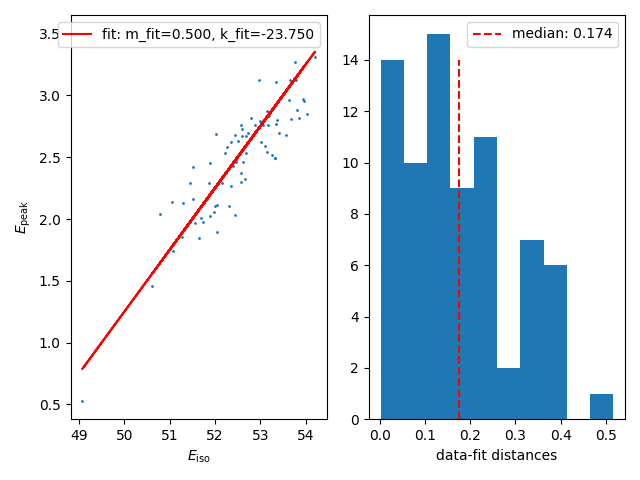 fit: m_fit=0.500, k_fit=-23.750
3.5
3.0
2.5
2.0
1.5
1.0
0.5
E_peak
49 50 51 52 53 54
E_iso
median: 0.174
14
12
10
8
6
4
2
0
0.0 0.1 0.2 0.3 0.4 0.5
data-fit distances